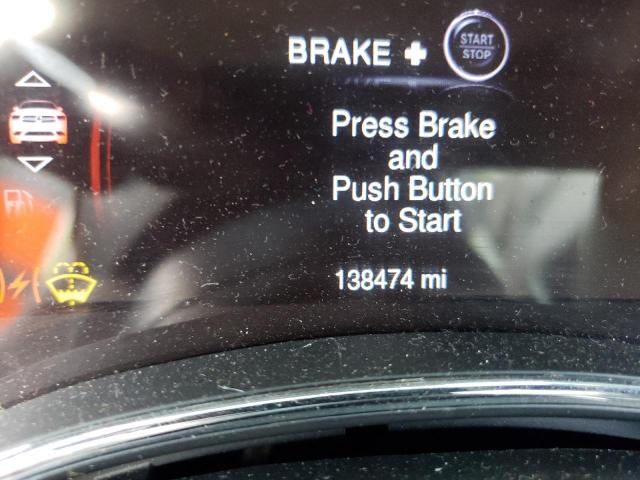 BRAKE + START
STOP
Press Brake
and
Push Button
to Start
138474 mi